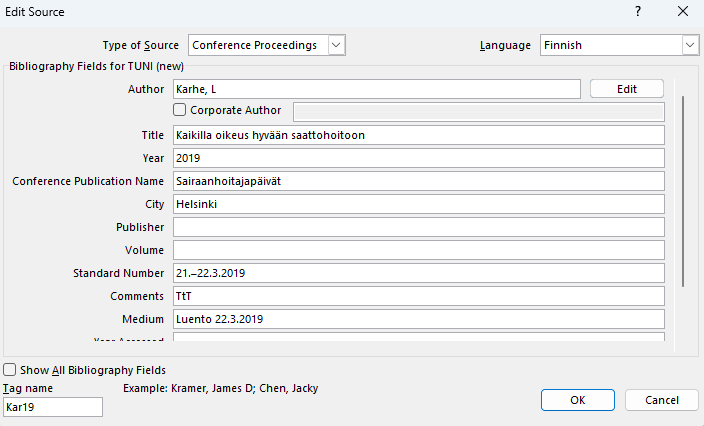 Edit Source ? ×
Type of Source Conference Proceedings Language Finnish
Bibliography Fields for TUNI (new)
Author Karhe, L Edit
Corporate Author
Title Kaikilla oikeus hyvään saattohoitoon
Year 2019
Conference Publication Name Sairaanhoitajapäivät
City Helsinki
Publisher
Volume
Standard Number 21.–22.3.2019
Comments TtT
Medium Luento 22.3.2019
Year Accessed
Show All Bibliography Fields
Tag name Example: Kramer, James D; Chen, Jacky
Kar19 OK Cancel